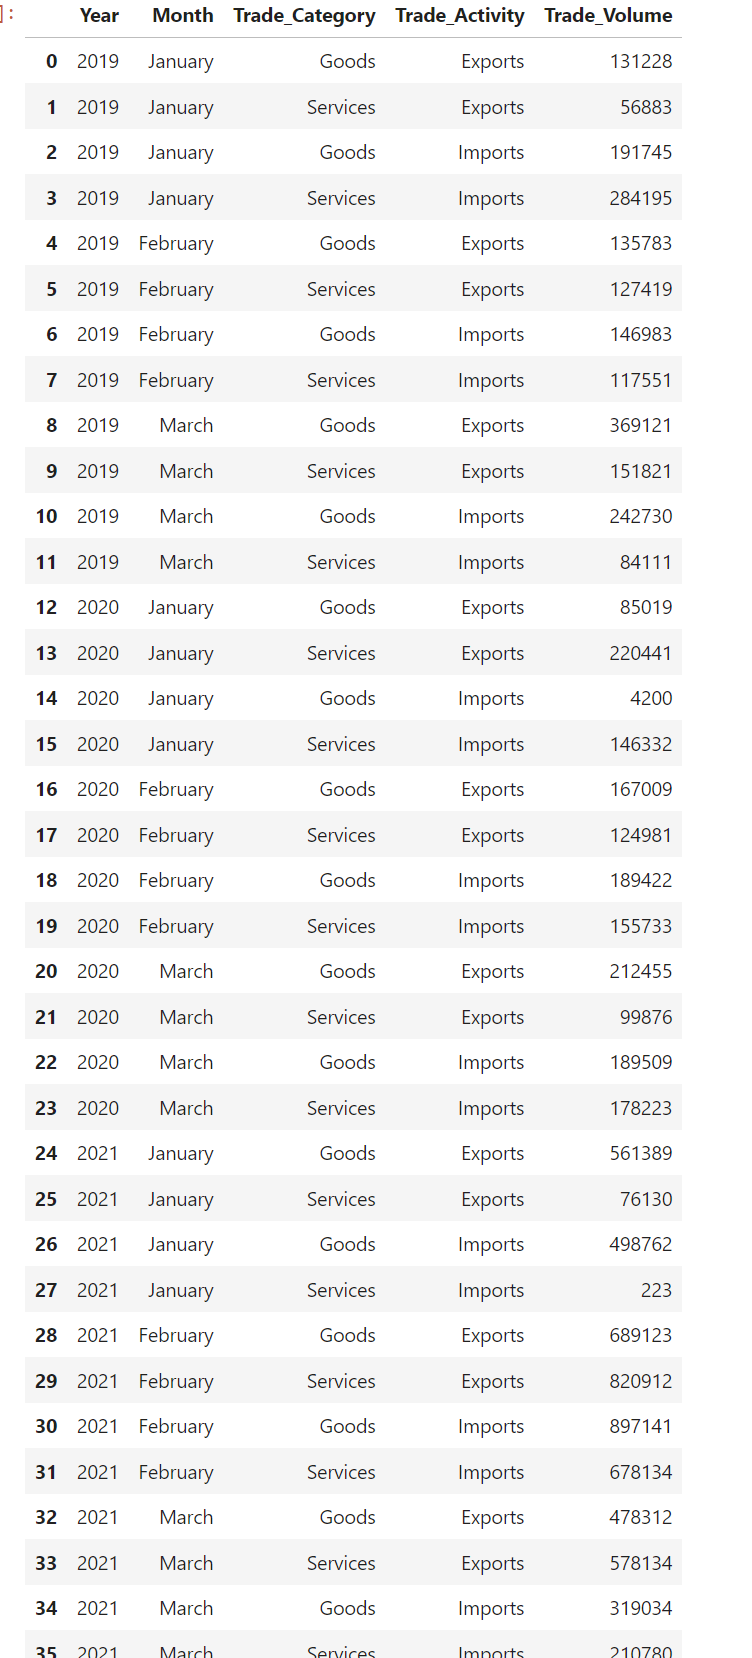 ]:
Year Month Trade_Category Trade_Activity Trade_Volume
0 2019 January Goods Exports 131228
1 2019 January Services Exports 56883
2 2019 January Goods Imports 191745
3 2019 January Services Imports 284195
4 2019 February Goods Exports 135783
5 2019 February Services Exports 127419
6 2019 February Goods Imports 146983
7 2019 February Services Imports 117551
8 2019 March Goods Exports 369121
9 2019 March Services Exports 151821
10 2019 March Goods Imports 242730
11 2019 March Services Imports 84111
12 2020 January Goods Exports 85019
13 2020 January Services Exports 220441
14 2020 January Goods Imports 4200
15 2020 January Services Imports 146332
16 2020 February Goods Exports 167009
17 2020 February Services Exports 124981
18 2020 February Goods Imports 189422
19 2020 February Services Imports 155733
20 2020 March Goods Exports 212455
21 2020 March Services Exports 99876
22 2020 March Goods Imports 189509
23 2020 March Services Imports 178223
24 2021 January Goods Exports 561389
25 2021 January Services Exports 76130
26 2021 January Goods Imports 498762
27 2021 January Services Imports 223
28 2021 February Goods Exports 689123
29 2021 February Services Exports 820912
30 2021 February Goods Imports 897141
31 2021 February Services Imports 678134
32 2021 March Goods Exports 478312
33 2021 March Services Exports 578134
34 2021 March Goods Imports 319034
35 2021 March Services Imports 210780